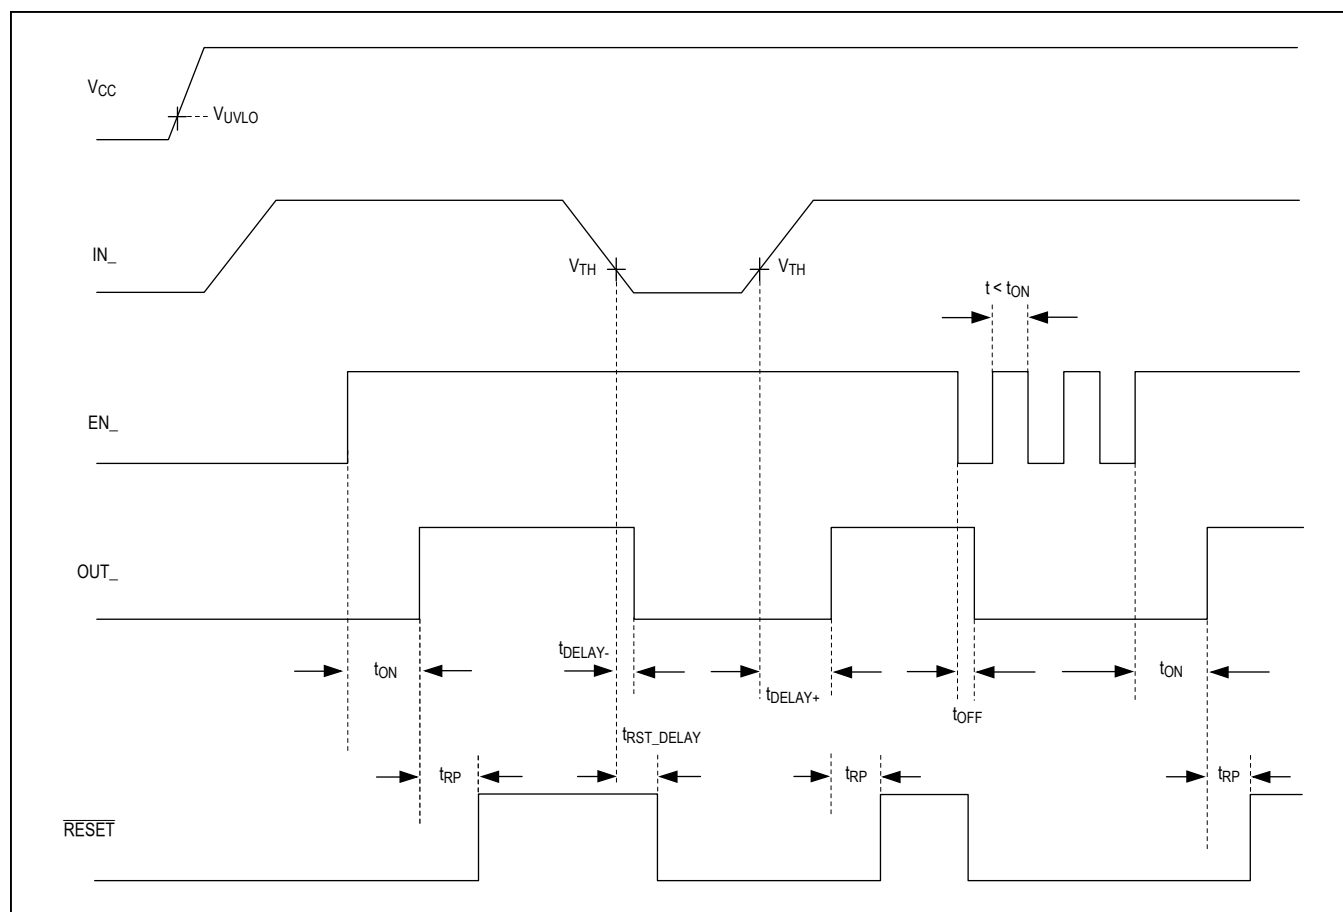 VCC
VUVLO
IN_
VTH
VTH
t < tON
EN_
OUT_
tON
tDELAY-
tDELAY+
tOFF
tON
tRST_DELAY
tRP
tRP
tRP
RESET